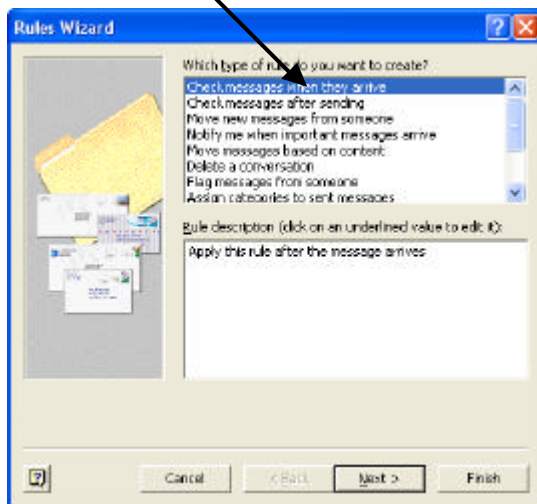 Rules Wizard
Which type of rule do you want to create?
Check messages when they arrive
Check messages after sending
Move new messages from someone
Notify me when important messages arrive
Move messages based on content
Delete a conversation
Flag messages from someone
Assign categories to sent messages
Rule description (click on an underlined value to edit it):
Apply this rule after the message arrives
Cancel
< Back
Next >
Finish